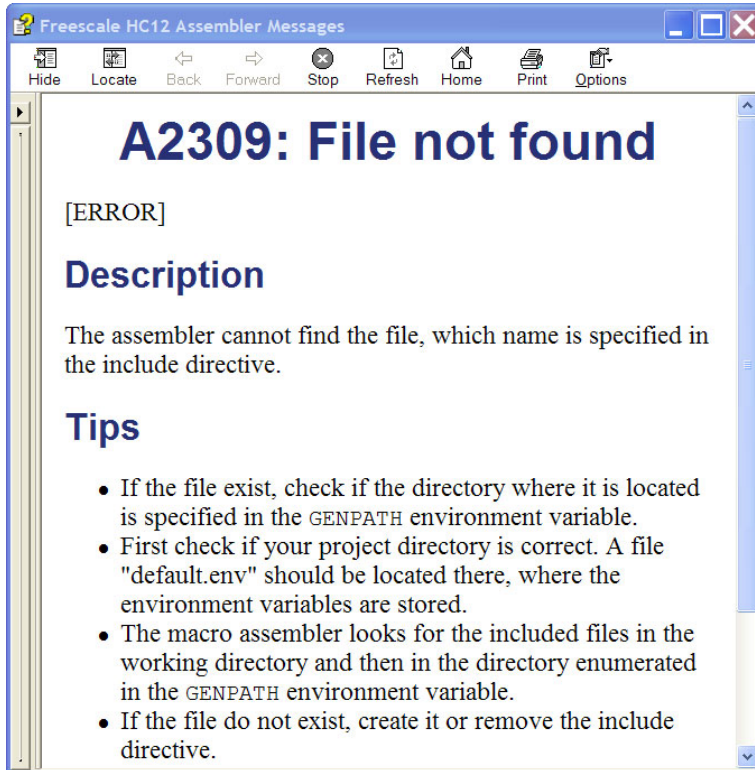 Freescale HC12 Assembler Messages
Hide Locate Back Forward Stop Refresh Home Print Options
A2309: File not found
[ERROR]
Description
The assembler cannot find the file, which name is specified in
the include directive.
Tips
• If the file exist, check if the directory where it is located
is specified in the GENPATH environment variable.
• First check if your project directory is correct. A file
"default.env" should be located there, where the
environment variables are stored.
• The macro assembler looks for the included files in the
working directory and then in the directory enumerated
in the GENPATH environment variable.
• If the file do not exist, create it or remove the include
directive.